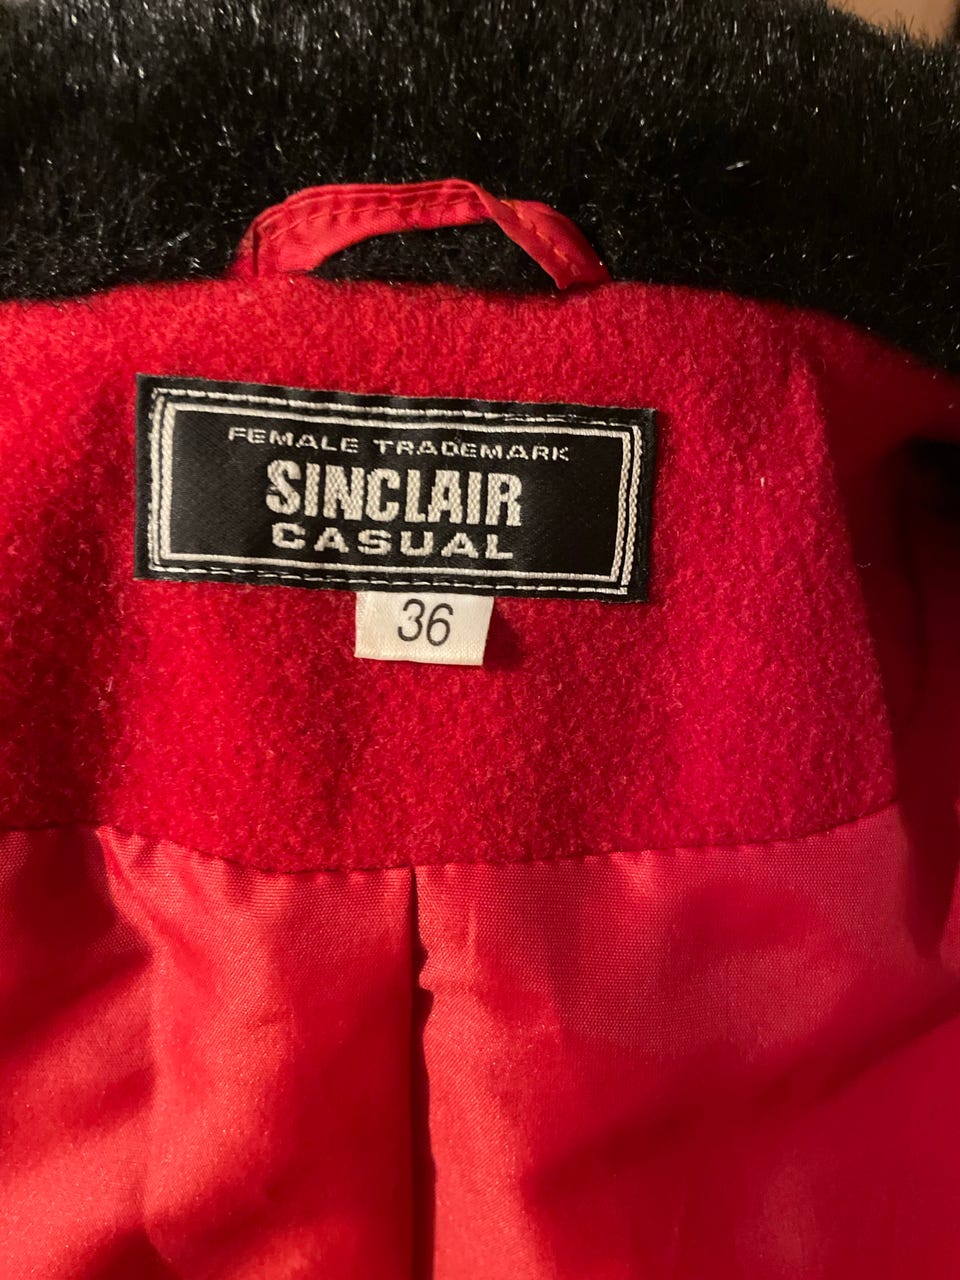 FEMALE TRADEMARK
SINCLAIR
CASUAL
36